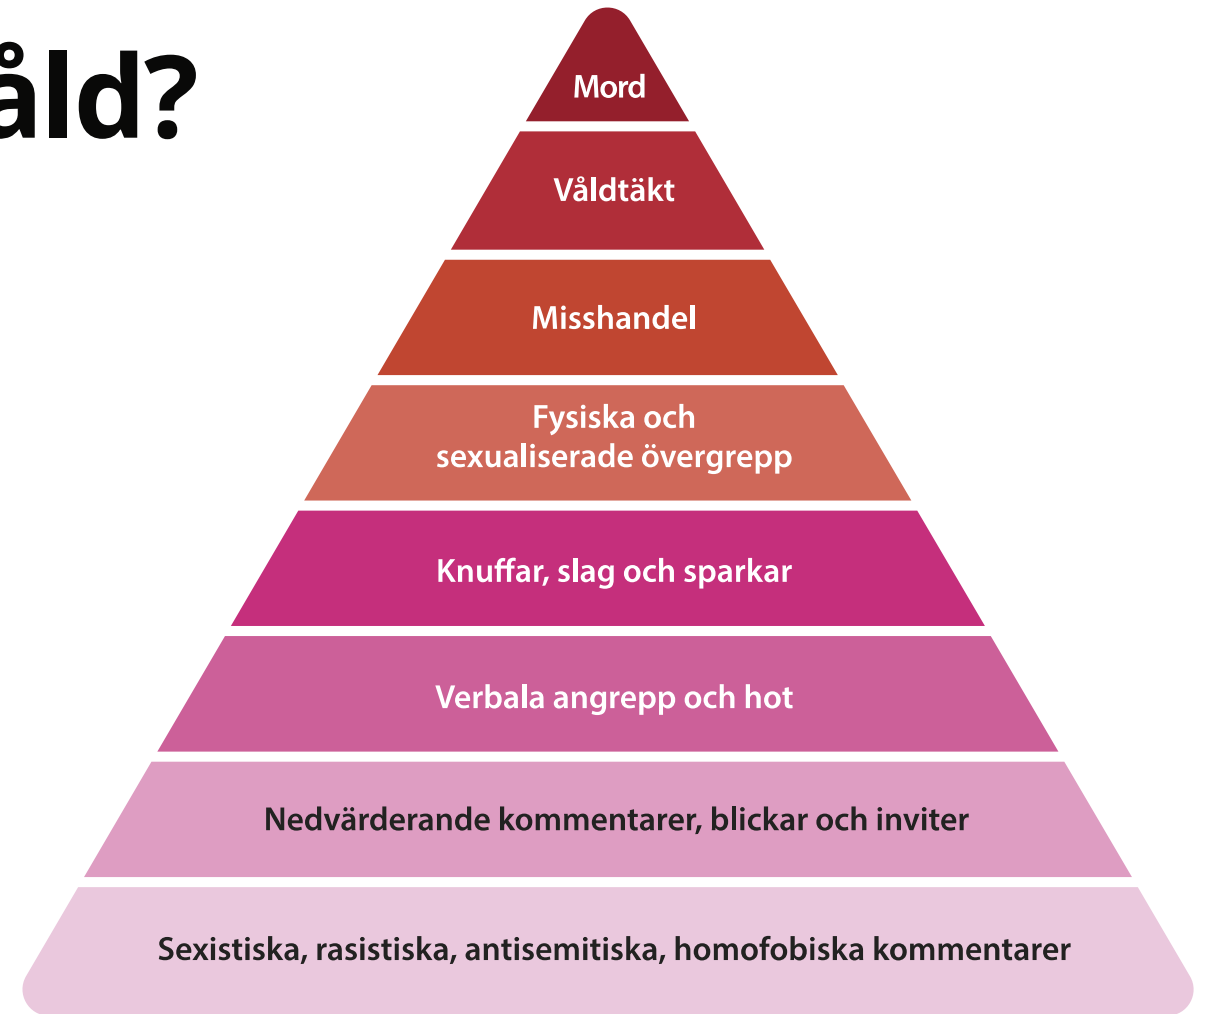 åld?
Mord
Våldtäkt
Misshandel
Fysiska och
sexualiserade övergrepp
Knuffar, slag och sparkar
Verbala angrepp och hot
Nedvärderande kommentarer, blickar och inviter
Sexistiska, rasistiska, antisemitiska, homofobiska kommentarer